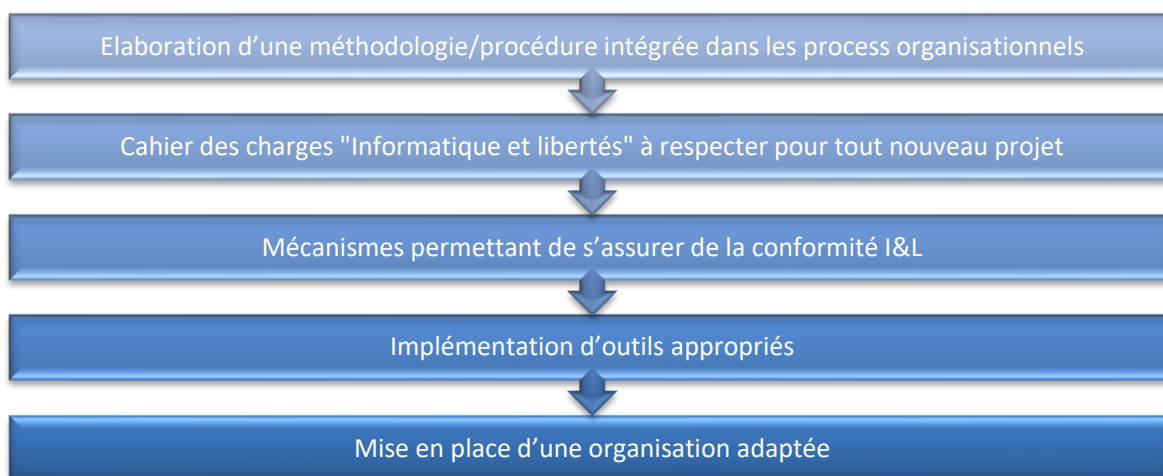 Elaboration d’une méthodologie/procédure intégrée dans les process organisationnels
Cahier des charges "Informatique et libertés" à respecter pour tout nouveau projet
Mécanismes permettant de s’assurer de la conformité I&L
Implémentation d’outils appropriés
Mise en place d’une organisation adaptée